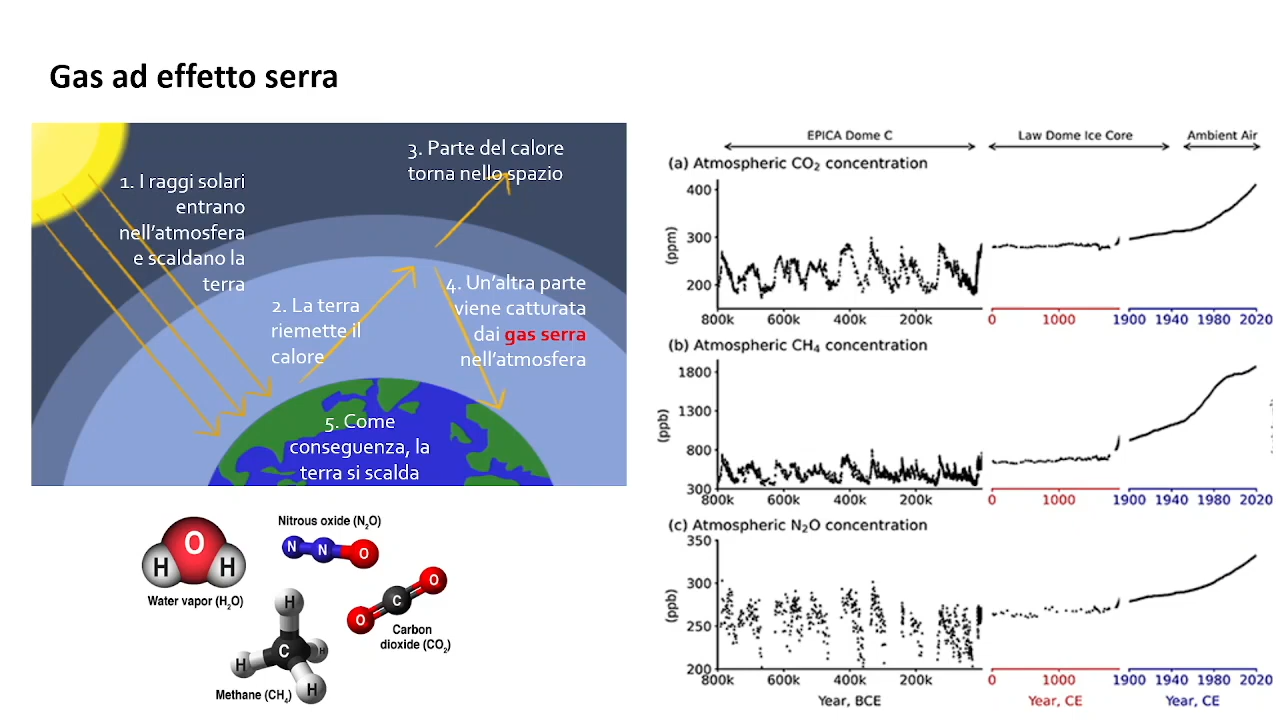 Gas ad effetto serra
1. I raggi solari
entrano
nell'atmosfera
e scaldano la
terra
2. La terra
riemette il
calore
3. Parte del calore
torna nello spazio
4. Un'altra parte
viene catturata
dai gas serra
nell'atmosfera
5. Come
conseguenza, la
terra si scalda
O
H H
Water vapor (H₂O)
Nitrous oxide (N₂O)
N N O
O C O
Carbon
dioxide (CO₂)
H
C
H
H
H
Methane (CH₄)
EPICA Dome C
Law Dome Ice Core
Ambient Air
(a) Atmospheric CO₂ concentration
(ppm)
400
300
200
800k 600k 400k 200k 0 1000 1900 1940 1980 2020
(b) Atmospheric CH₄ concentration
(ppb)
1800
1300
800
300
800k 600k 400k 200k 0 1000 1900 1940 1980 2020
(c) Atmospheric N₂O concentration
(ppb)
350
300
250
200
800k 600k 400k 200k 0 1000 1900 1940 1980 2020
Year, BCE
Year, CE
Year, CE